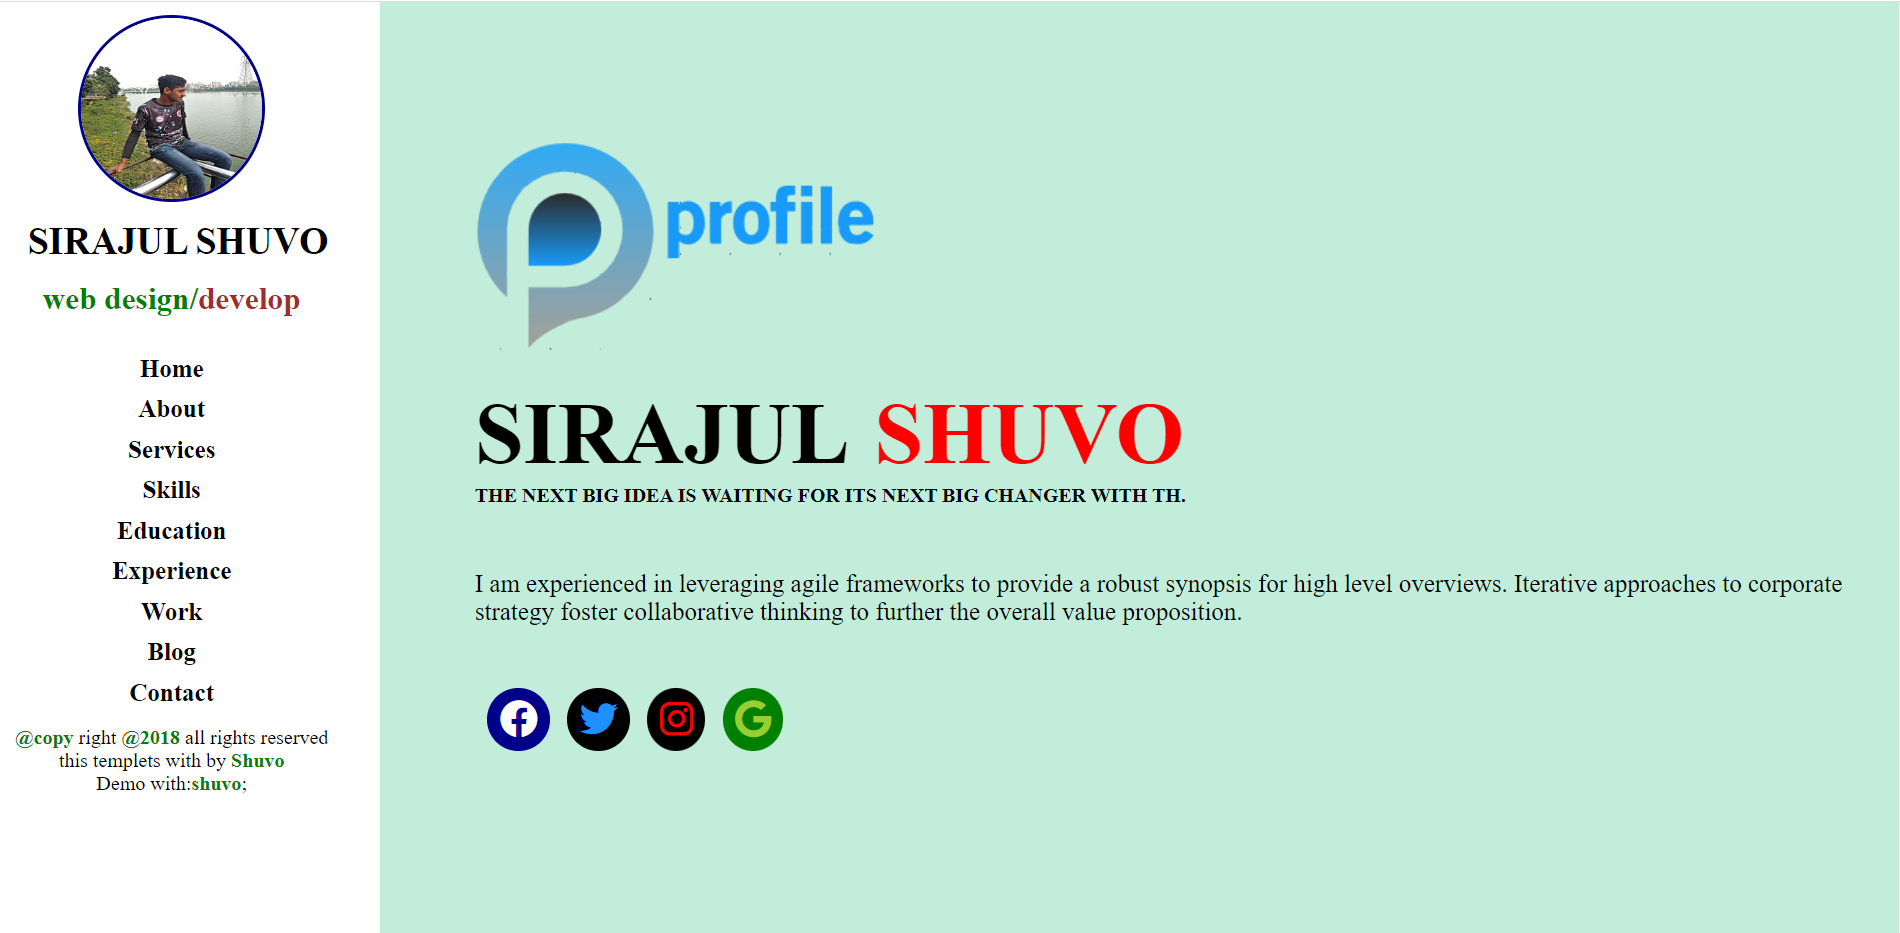 SIRAJUL SHUVO
web design/develop
Home
About
Services
Skills
Education
Experience
Work
Blog
Contact
@copy right @2018 all rights reserved
this templets with by Shuvo
Demo with:shuvo;
profile
SIRAJUL SHUVO
THE NEXT BIG IDEA IS WAITING FOR ITS NEXT BIG CHANGER WITH TH.
I am experienced in leveraging agile frameworks to provide a robust synopsis for high level overviews. Iterative approaches to corporate
strategy foster collaborative thinking to further the overall value proposition.